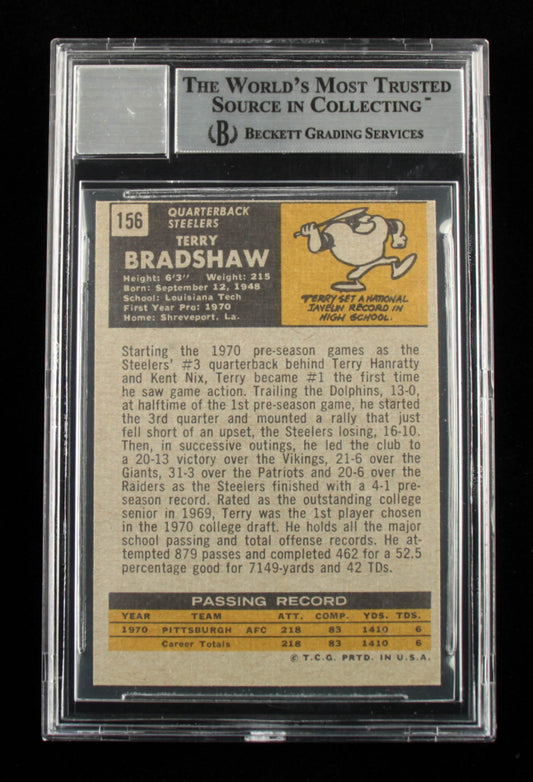 THE WORLD'S MOST TRUSTED
SOURCE IN COLLECTING™
B BECKETT GRADING SERVICES
156
QUARTERBACK
STEELERS
TERRY
BRADSHAW
Height: 6'3" Weight: 215
Born: September 12, 1948
School: Louisiana Tech
First Year Pro: 1970
Home: Shreveport, La.
TERRY SET A NATIONAL
JAVELIN RECORD IN
HIGH SCHOOL.
Starting the 1970 pre-season games as the
Steelers' #3 quarterback behind Terry Hanratty
and Kent Nix, Terry became #1 the first time
he saw game action. Trailing the Dolphins, 13-0,
at halftime of the 1st pre-season game, he started
the 3rd quarter and mounted a rally that just
fell short of an upset, the Steelers losing, 16-10.
Then, in successive outings, he led the club to
a 20-13 victory over the Vikings, 21-6 over the
Giants, 31-3 over the Patriots and 20-6 over the
Raiders as the Steelers finished with a 4-1 pre-
season record. Rated as the outstanding college
senior in 1969, Terry was the 1st player chosen
in the 1970 college draft. He holds all the major
school passing and total offense records. He at-
tempted 879 passes and completed 462 for a 52.5
percentage good for 7149-yards and 42 TDs.
PASSING RECORD
YEAR TEAM ATT. COMP. YDS. TDS.
1970 PITTSBURGH AFC 218 83 1410 6
Career Totals 218 83 1410 6
© T.C.G. PRTD. IN U.S.A.